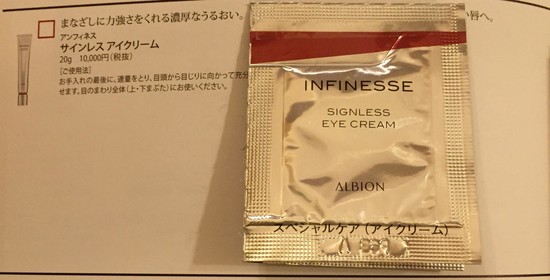 まなざしに力強さをくれる濃厚なうるおい。
アンフィネス
サインレス アイクリーム
20g 10,000円(税抜)
[ご使用法]
お手入れの最後に、適量をとり、目頭から目じりに向かって充分
せます。目のまわり全体(上・下まぶた)にお使いください。
唇へ。
INFINESSE
SIGNLESS
EYE CREAM
ALBION
スペシャルケア(アイクリーム)